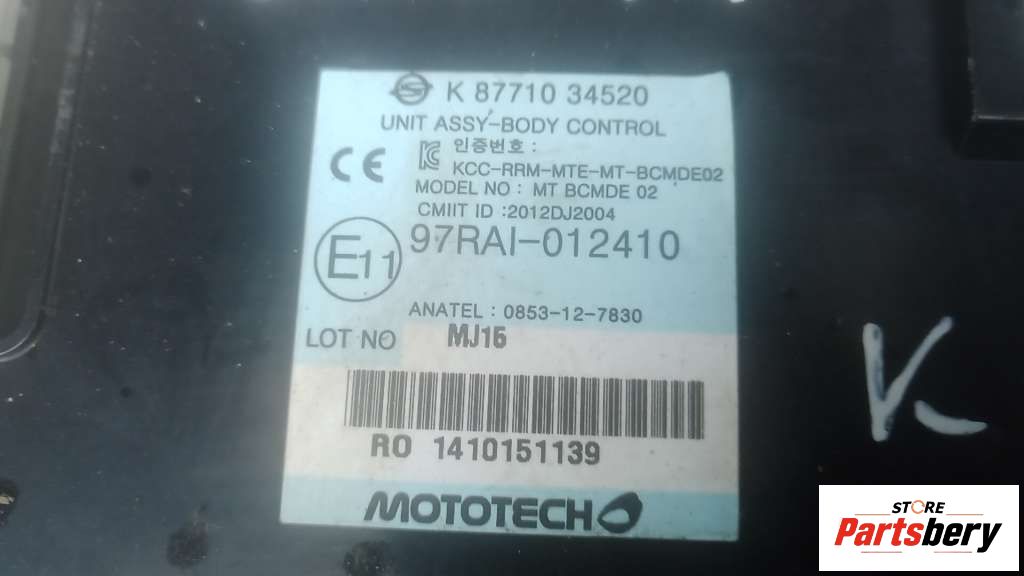 K 87710 34520
UNIT ASSY-BODY CONTROL
인증번호 :
KCC-RRM-MTE-MT-BCMDE02
MODEL NO : MT BCMDE 02
CMIIT ID :2012DJ2004
CE
E11
97RAI-012410
ANATEL : 0853-12-7830
LOT NO MJ15
RO 1410151139
MOTOTECH
K
STORE
Partsbery